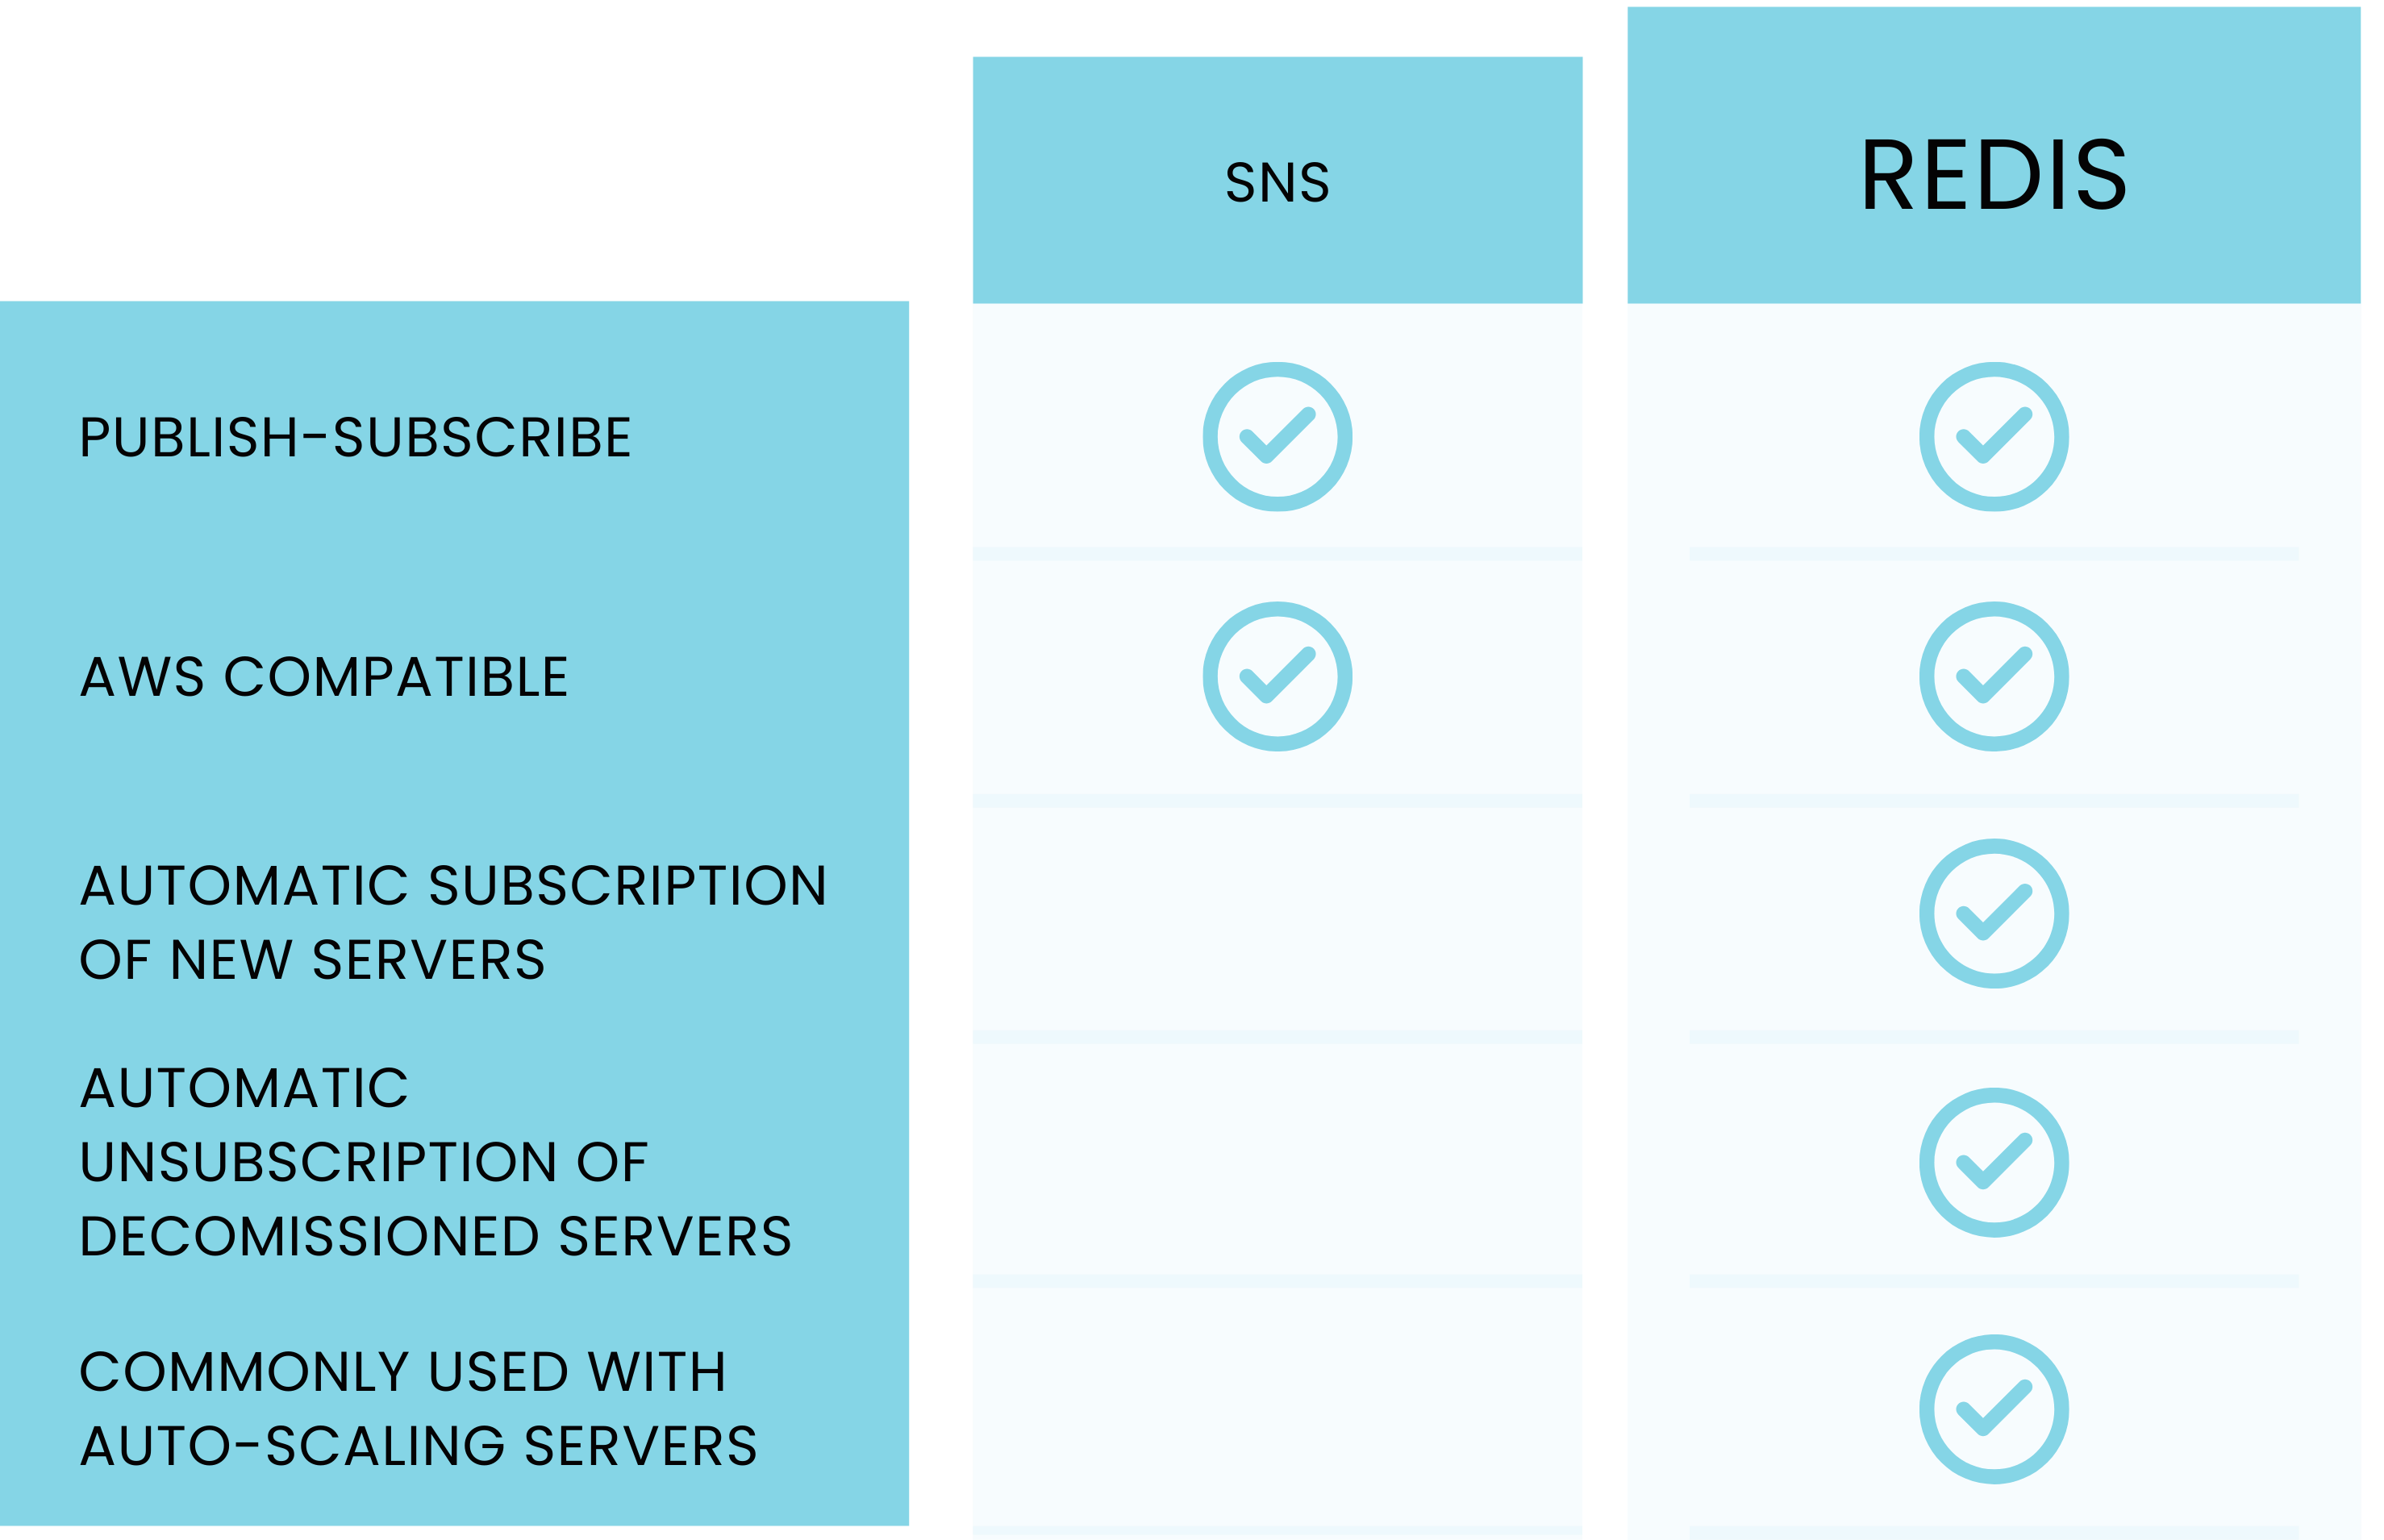 SNS
REDIS
PUBLISH-SUBSCRIBE
AWS COMPATIBLE
AUTOMATIC SUBSCRIPTION
OF NEW SERVERS
AUTOMATIC
UNSUBSCRIPTION OF
DECOMISSIONED SERVERS
COMMONLY USED WITH
AUTO-SCALING SERVERS